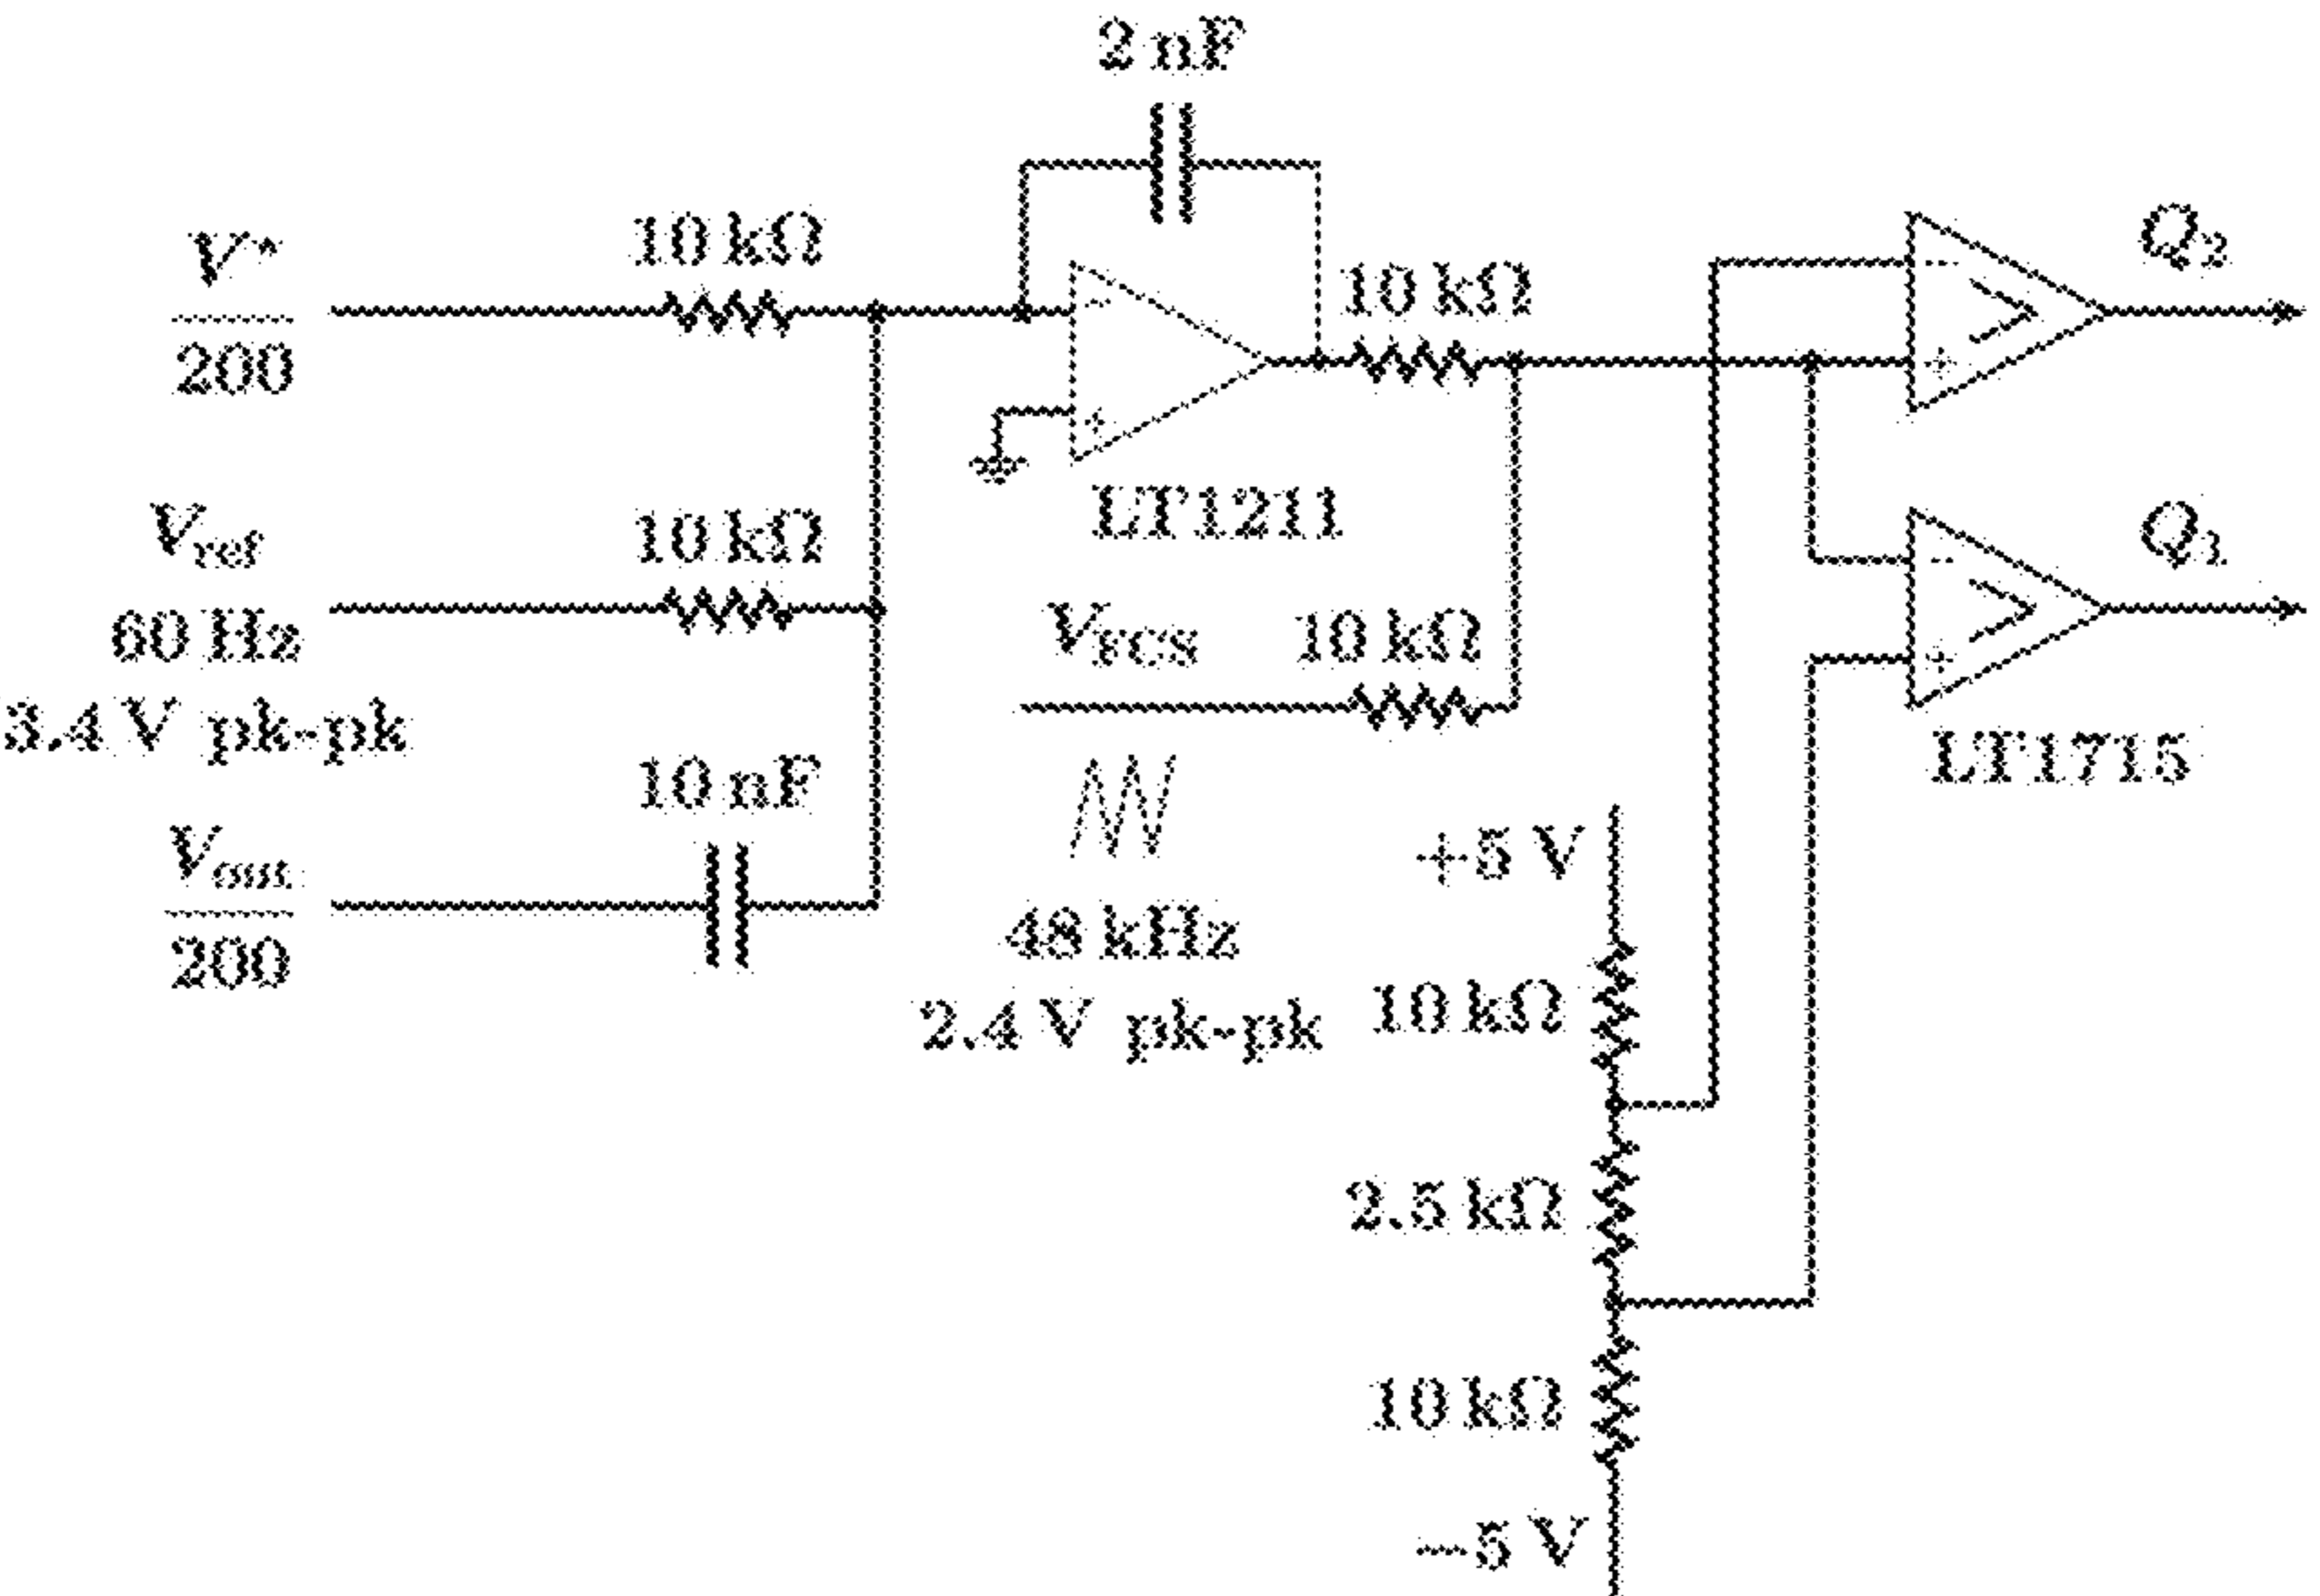 2 nF
V^
200
10 kΩ
10 kΩ
Q2
-
+
-
+
LT1211
Vref
60 Hz
3.4 V pk-pk
10 kΩ
VFCS
10 kΩ
48 kHz
2.4 V pk-pk
-
+
Q1
LT1715
Vout
200
10 nF
+5 V
10 kΩ
2.5 kΩ
10 kΩ
-5 V